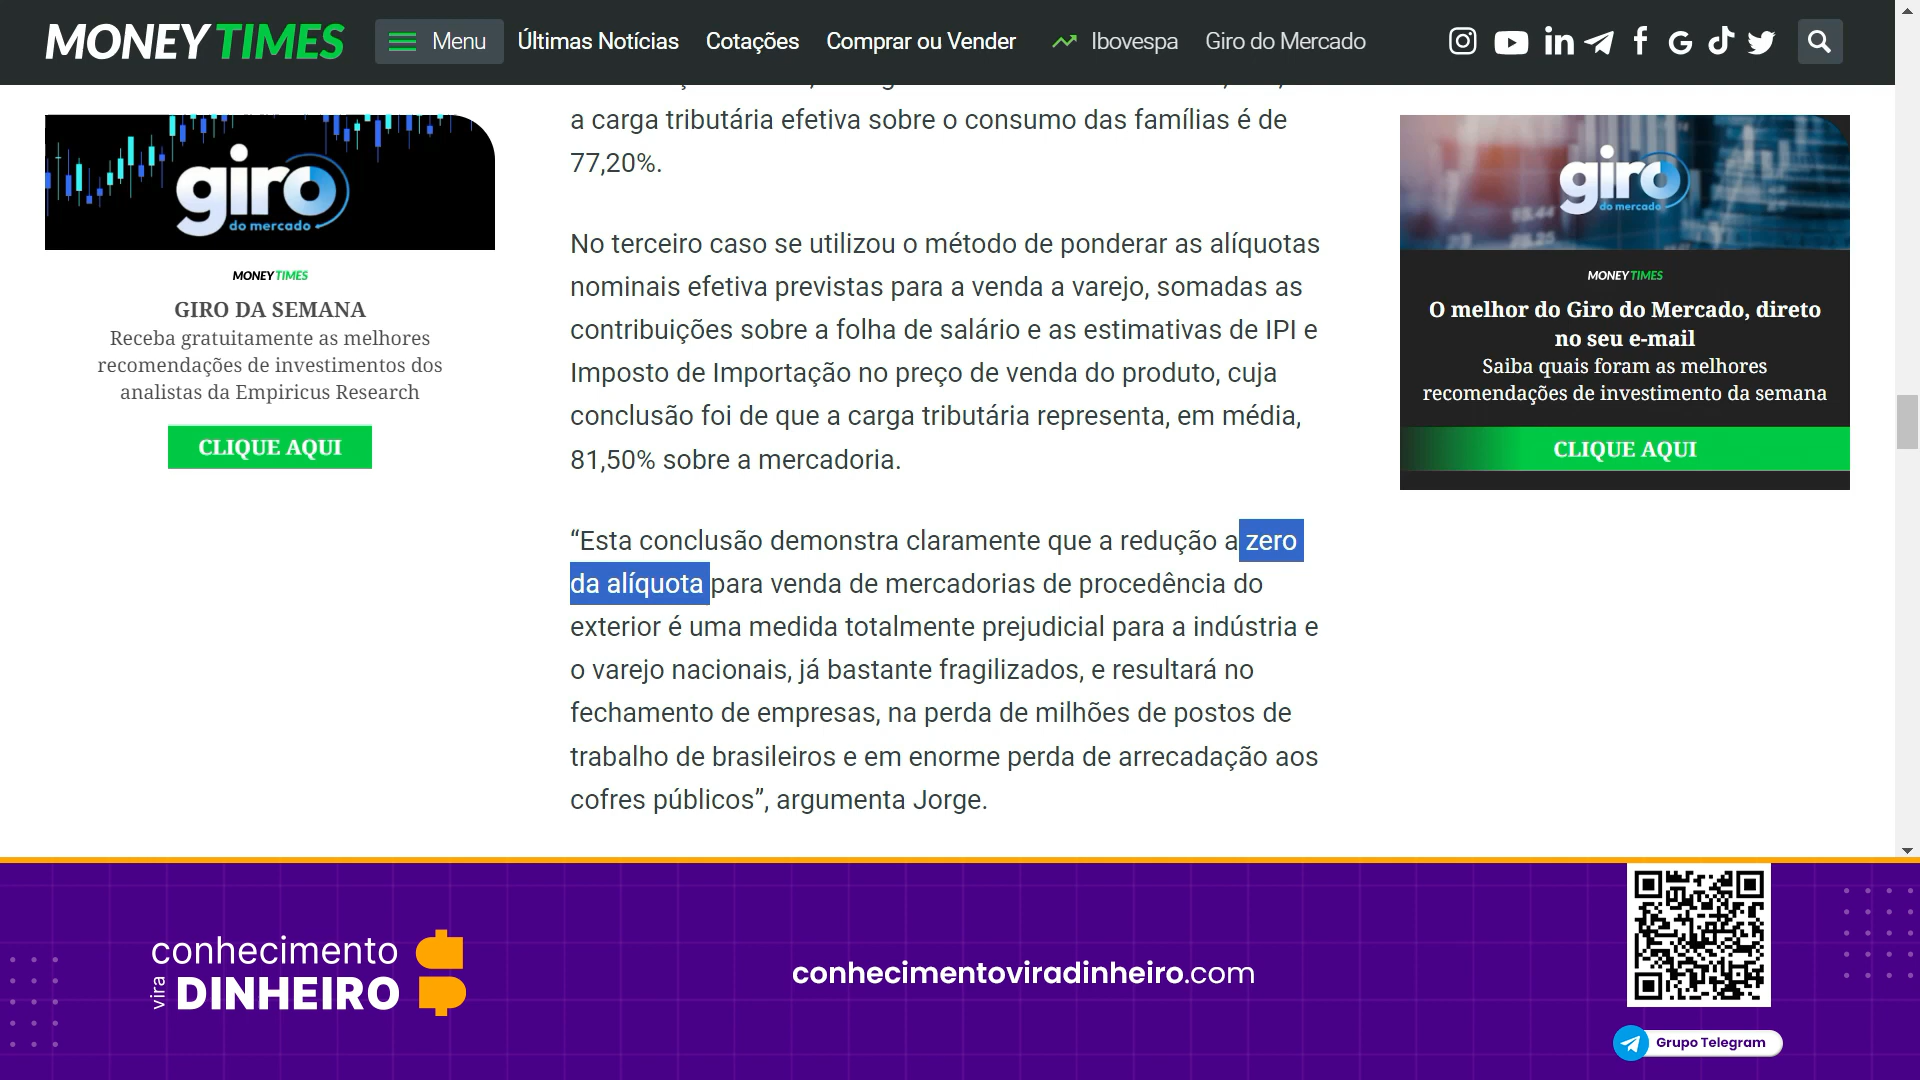 MONEY TIMES
Menu
Últimas Notícias
Cotações
Comprar ou Vender
Ibovespa
Giro do Mercado
giro
do mercado
MONEY TIMES
GIRO DA SEMANA
Receba gratuitamente as melhores
recomendações de investimentos dos
analistas da Empiricus Research
CLIQUE AQUI
a carga tributária efetiva sobre o consumo das famílias é de
77,20%.
No terceiro caso se utilizou o método de ponderar as alíquotas
nominais efetiva previstas para a venda a varejo, somadas as
contribuições sobre a folha de salário e as estimativas de IPI e
Imposto de Importação no preço de venda do produto, cuja
conclusão foi de que a carga tributária representa, em média,
81,50% sobre a mercadoria.
“Esta conclusão demonstra claramente que a redução a zero
da alíquota para venda de mercadorias de procedência do
exterior é uma medida totalmente prejudicial para a indústria e
o varejo nacionais, já bastante fragilizados, e resultará no
fechamento de empresas, na perda de milhões de postos de
trabalho de brasileiros e em enorme perda de arrecadação aos
cofres públicos”, argumenta Jorge.
giro
do mercado
MONEY TIMES
O melhor do Giro do Mercado, direto
no seu e-mail
Saiba quais foram as melhores
recomendações de investimento da semana
CLIQUE AQUI
conhecimento
vira
DINHEIRO
conhecimentoviradinheiro.com
Grupo Telegram